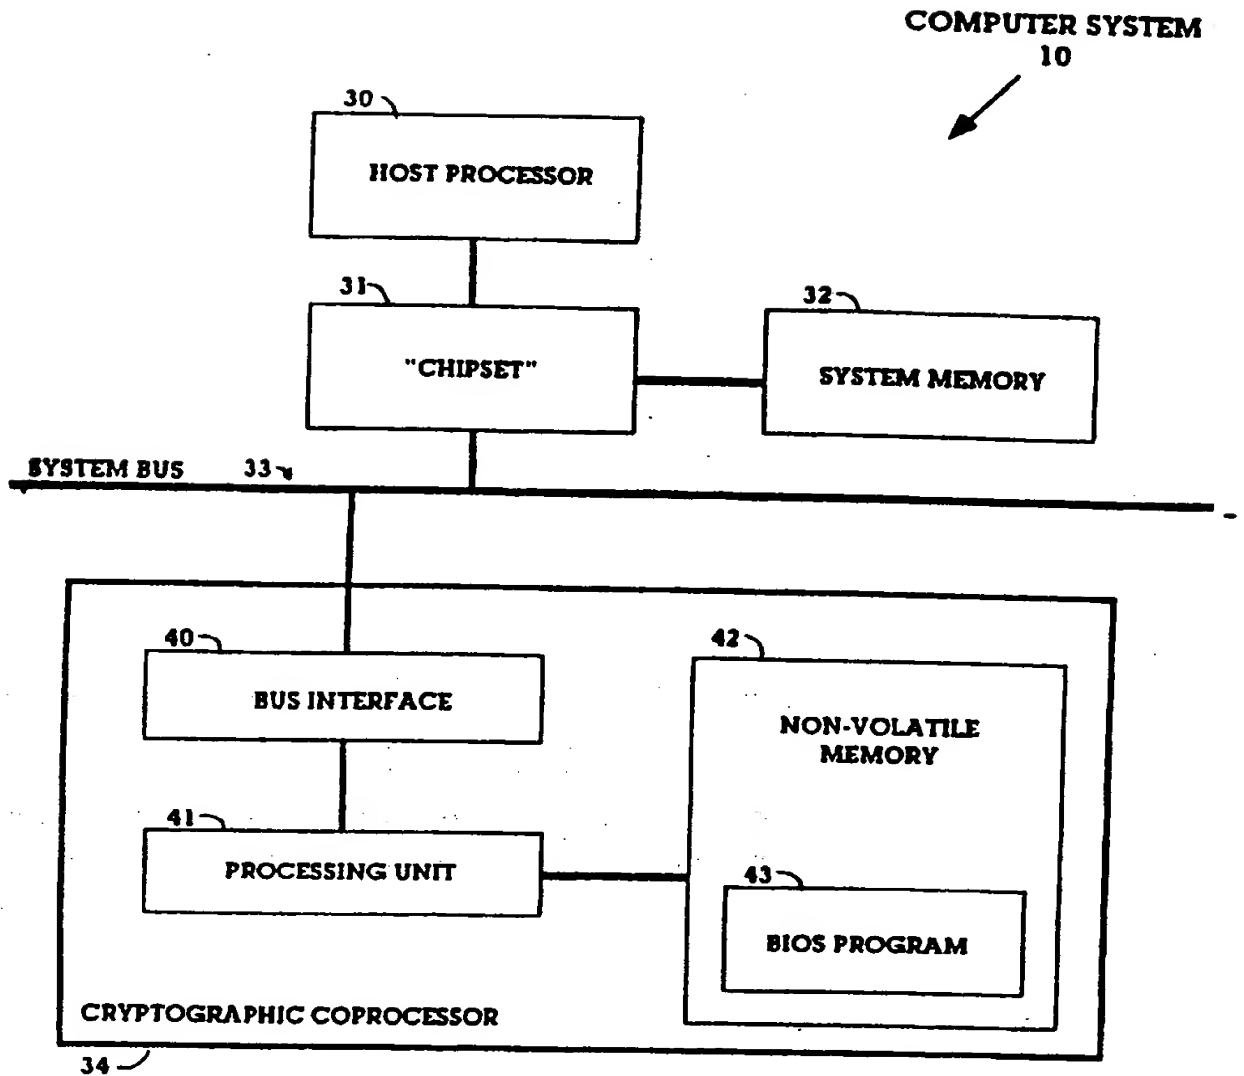 COMPUTER SYSTEM
10
30
HOST PROCESSOR
31
"CHIPSET"
32
SYSTEM MEMORY
SYSTEM BUS
33
40
BUS INTERFACE
41
PROCESSING UNIT
42
NON-VOLATILE
MEMORY
43
BIOS PROGRAM
CRYPTOGRAPHIC COPROCESSOR
34